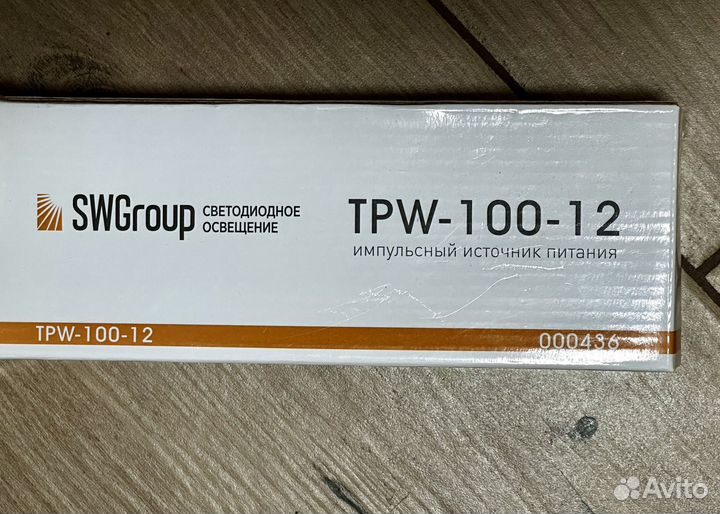 SWGroup СВЕТОДИОДНОЕ
ОСВЕЩЕНИЕ
TPW-100-12
ИМПУЛЬСНЫЙ ИСТОЧНИК ПИТАНИЯ
TPW-100-12
000436
Avito